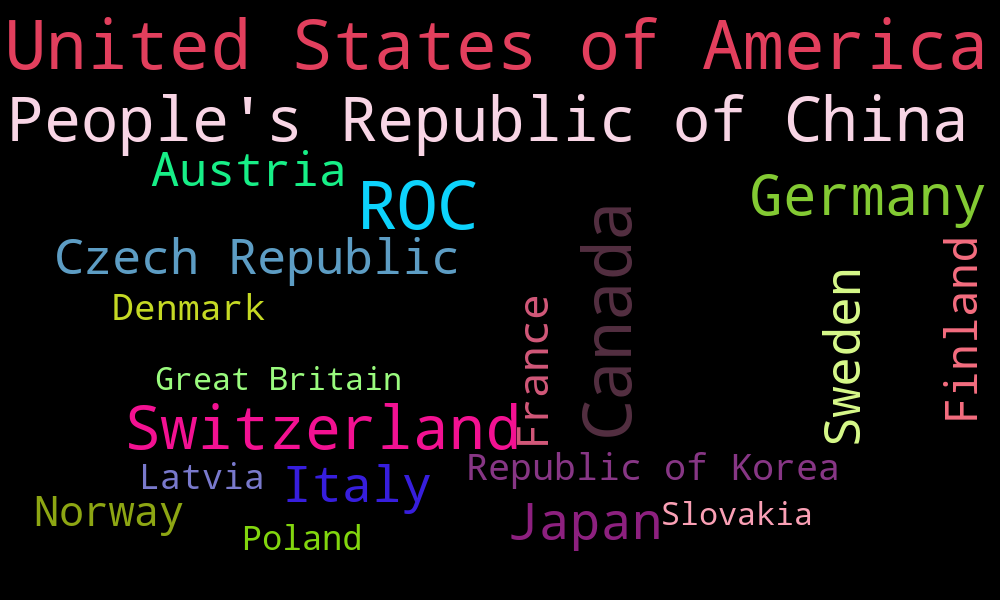 United States of America
People's Republic of China
Austria
ROC
Germany
Czech Republic
Denmark
Canada
Finland
Sweden
France
Great Britain
Switzerland
Republic of Korea
Latvia
Italy
Norway
Japan
Slovakia
Poland